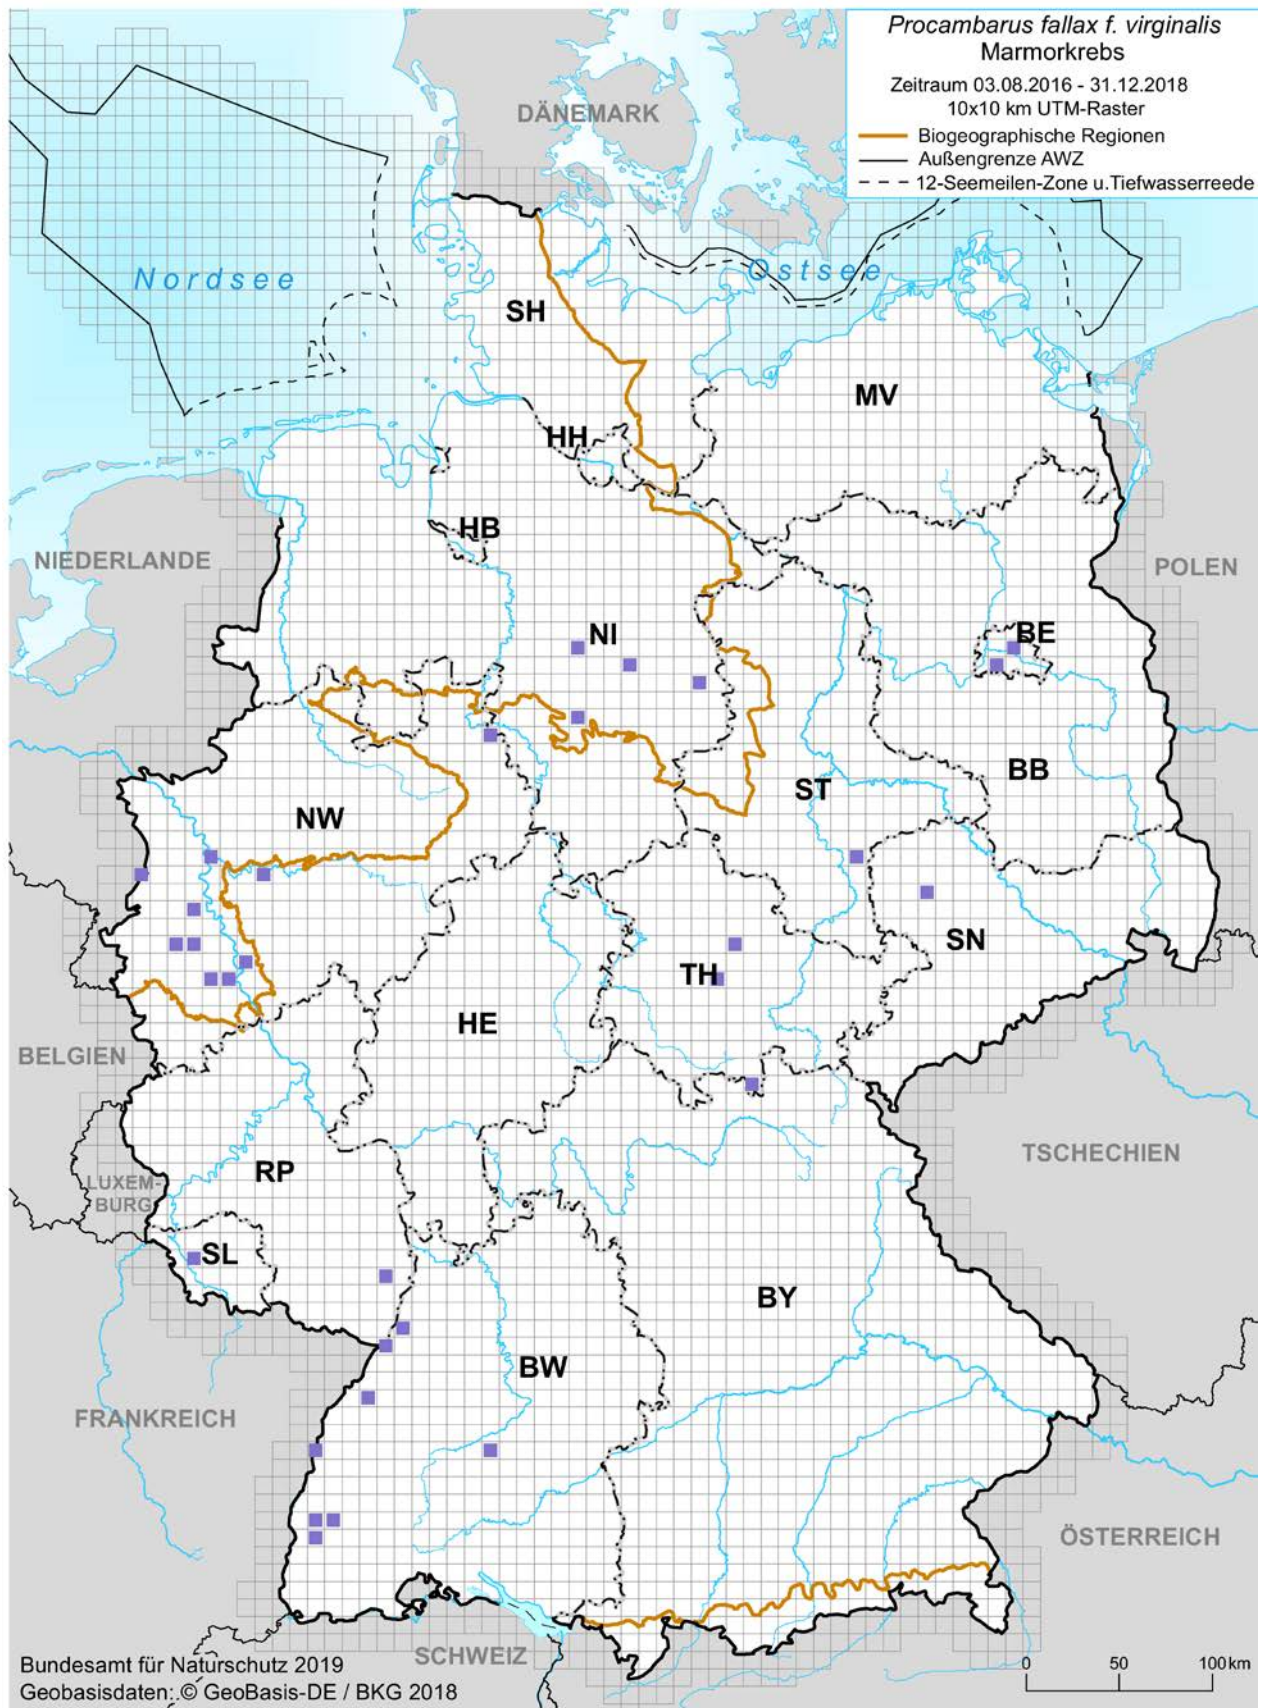 Procambarus fallax f. virginalis
Marmorkrebs
Zeitraum 03.08.2016 - 31.12.2018
10x10 km UTM-Raster
Biogeographische Regionen
Außengrenze AWZ
12-Seemeilen-Zone u.Tiefwasserreede
DÄNEMARK
Nordsee
Ostsee
SH
MV
HH
HB
NIEDERLANDE
POLEN
NI
BE
BB
ST
NW
SN
TH
HE
BELGIEN
TSCHECHIEN
RP
LUXEM-
BURG
SL
BY
BW
FRANKREICH
ÖSTERREICH
SCHWEIZ
Bundesamt für Naturschutz 2019
Geobasisdaten:.© GeoBasis-DE / BKG 2018
0 50 100km